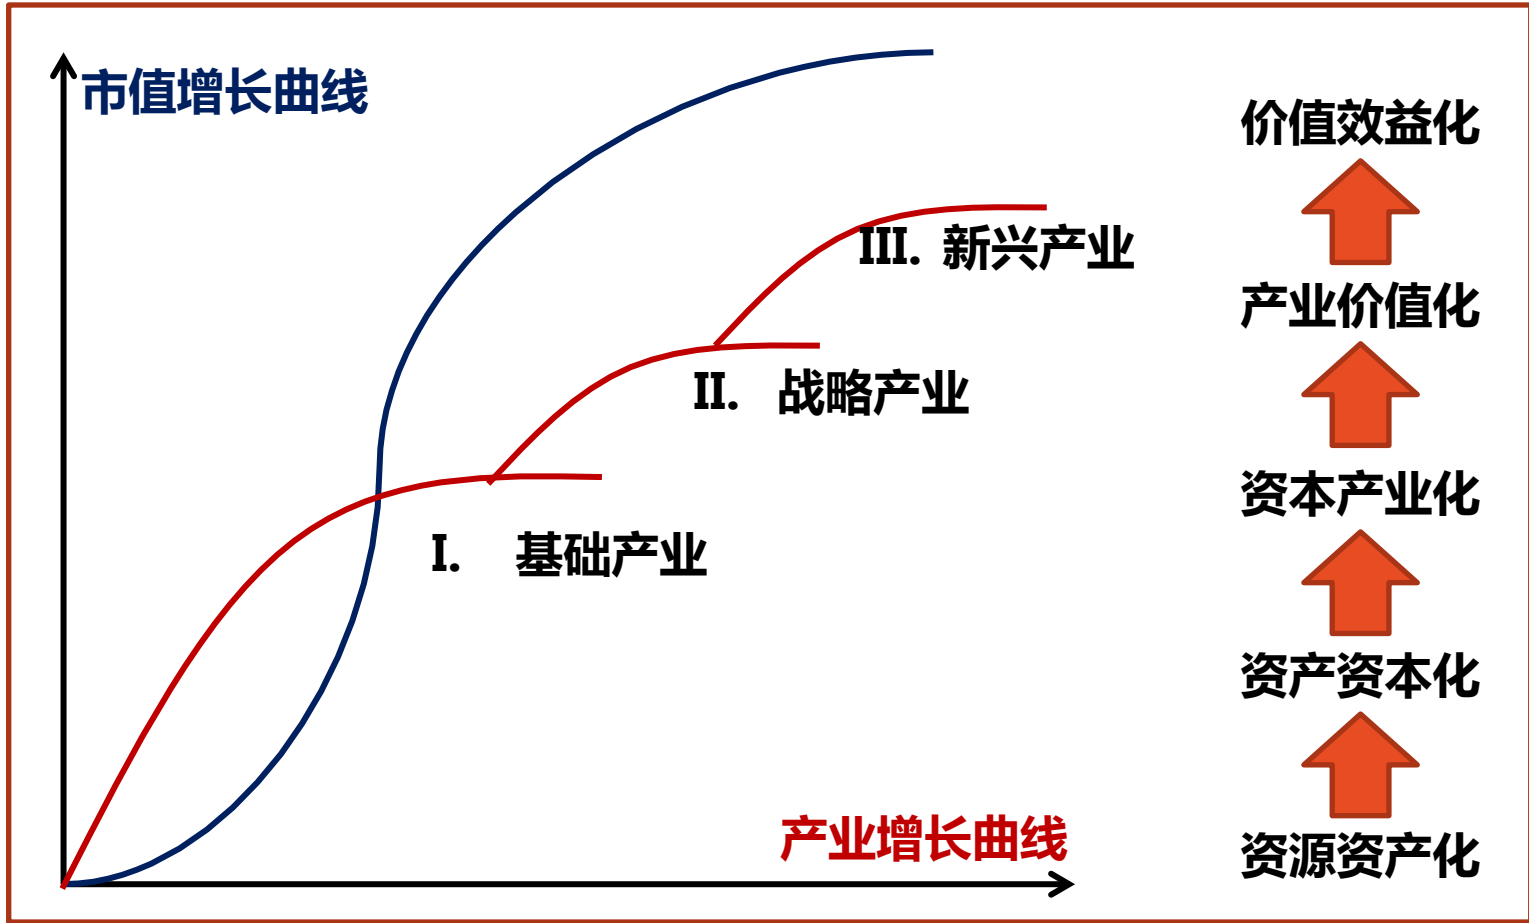 市值增长曲线
III. 新兴产业
II. 战略产业
I. 基础产业
产业增长曲线
价值效益化
产业价值化
资本产业化
资产资本化
资源资产化